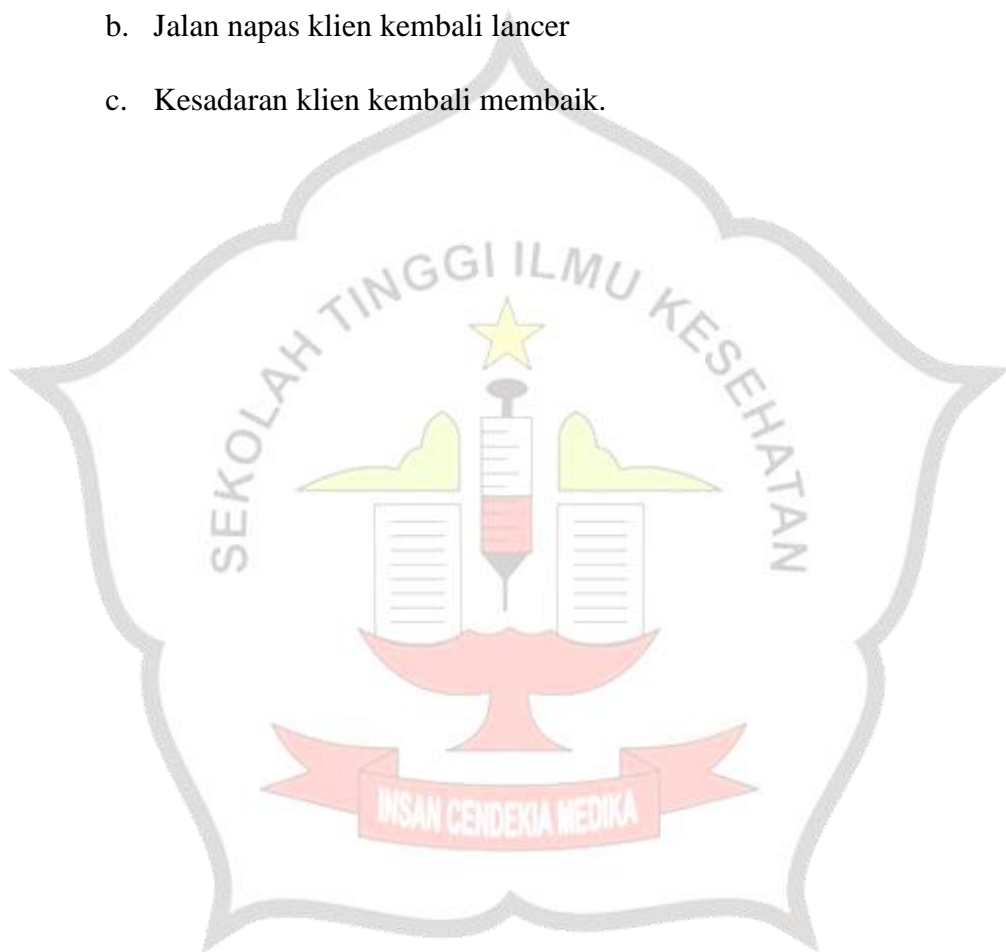 b. Jalan napas klien kembali lancer
c. Kesadaran klien kembali membaik.
SEKOLAH TINGGI ILMU KESEHATAN
INSAN CENDEKIA MEDIKA